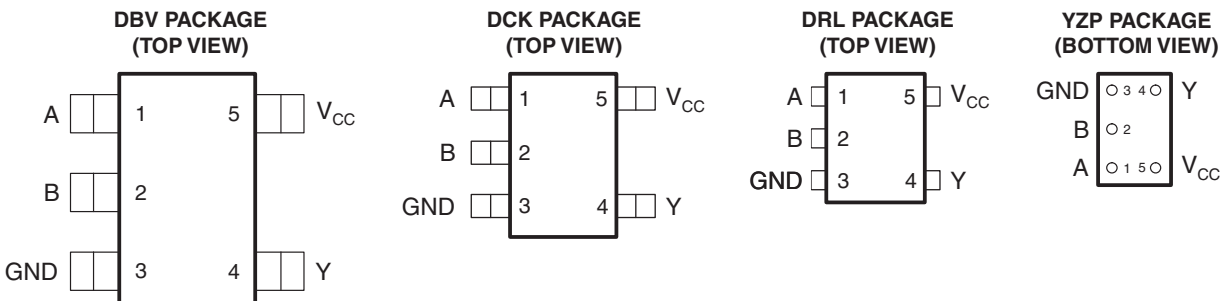 DBV PACKAGE
(TOP VIEW)
A 1 5 VCC
B 2
GND 3 4 Y
DCK PACKAGE
(TOP VIEW)
A 1 5 VCC
B 2
GND 3 4 Y
DRL PACKAGE
(TOP VIEW)
A 1 5 VCC
B 2
GND 3 4 Y
YZP PACKAGE
(BOTTOM VIEW)
GND 3 4 Y
B 2
A 1 5 VCC